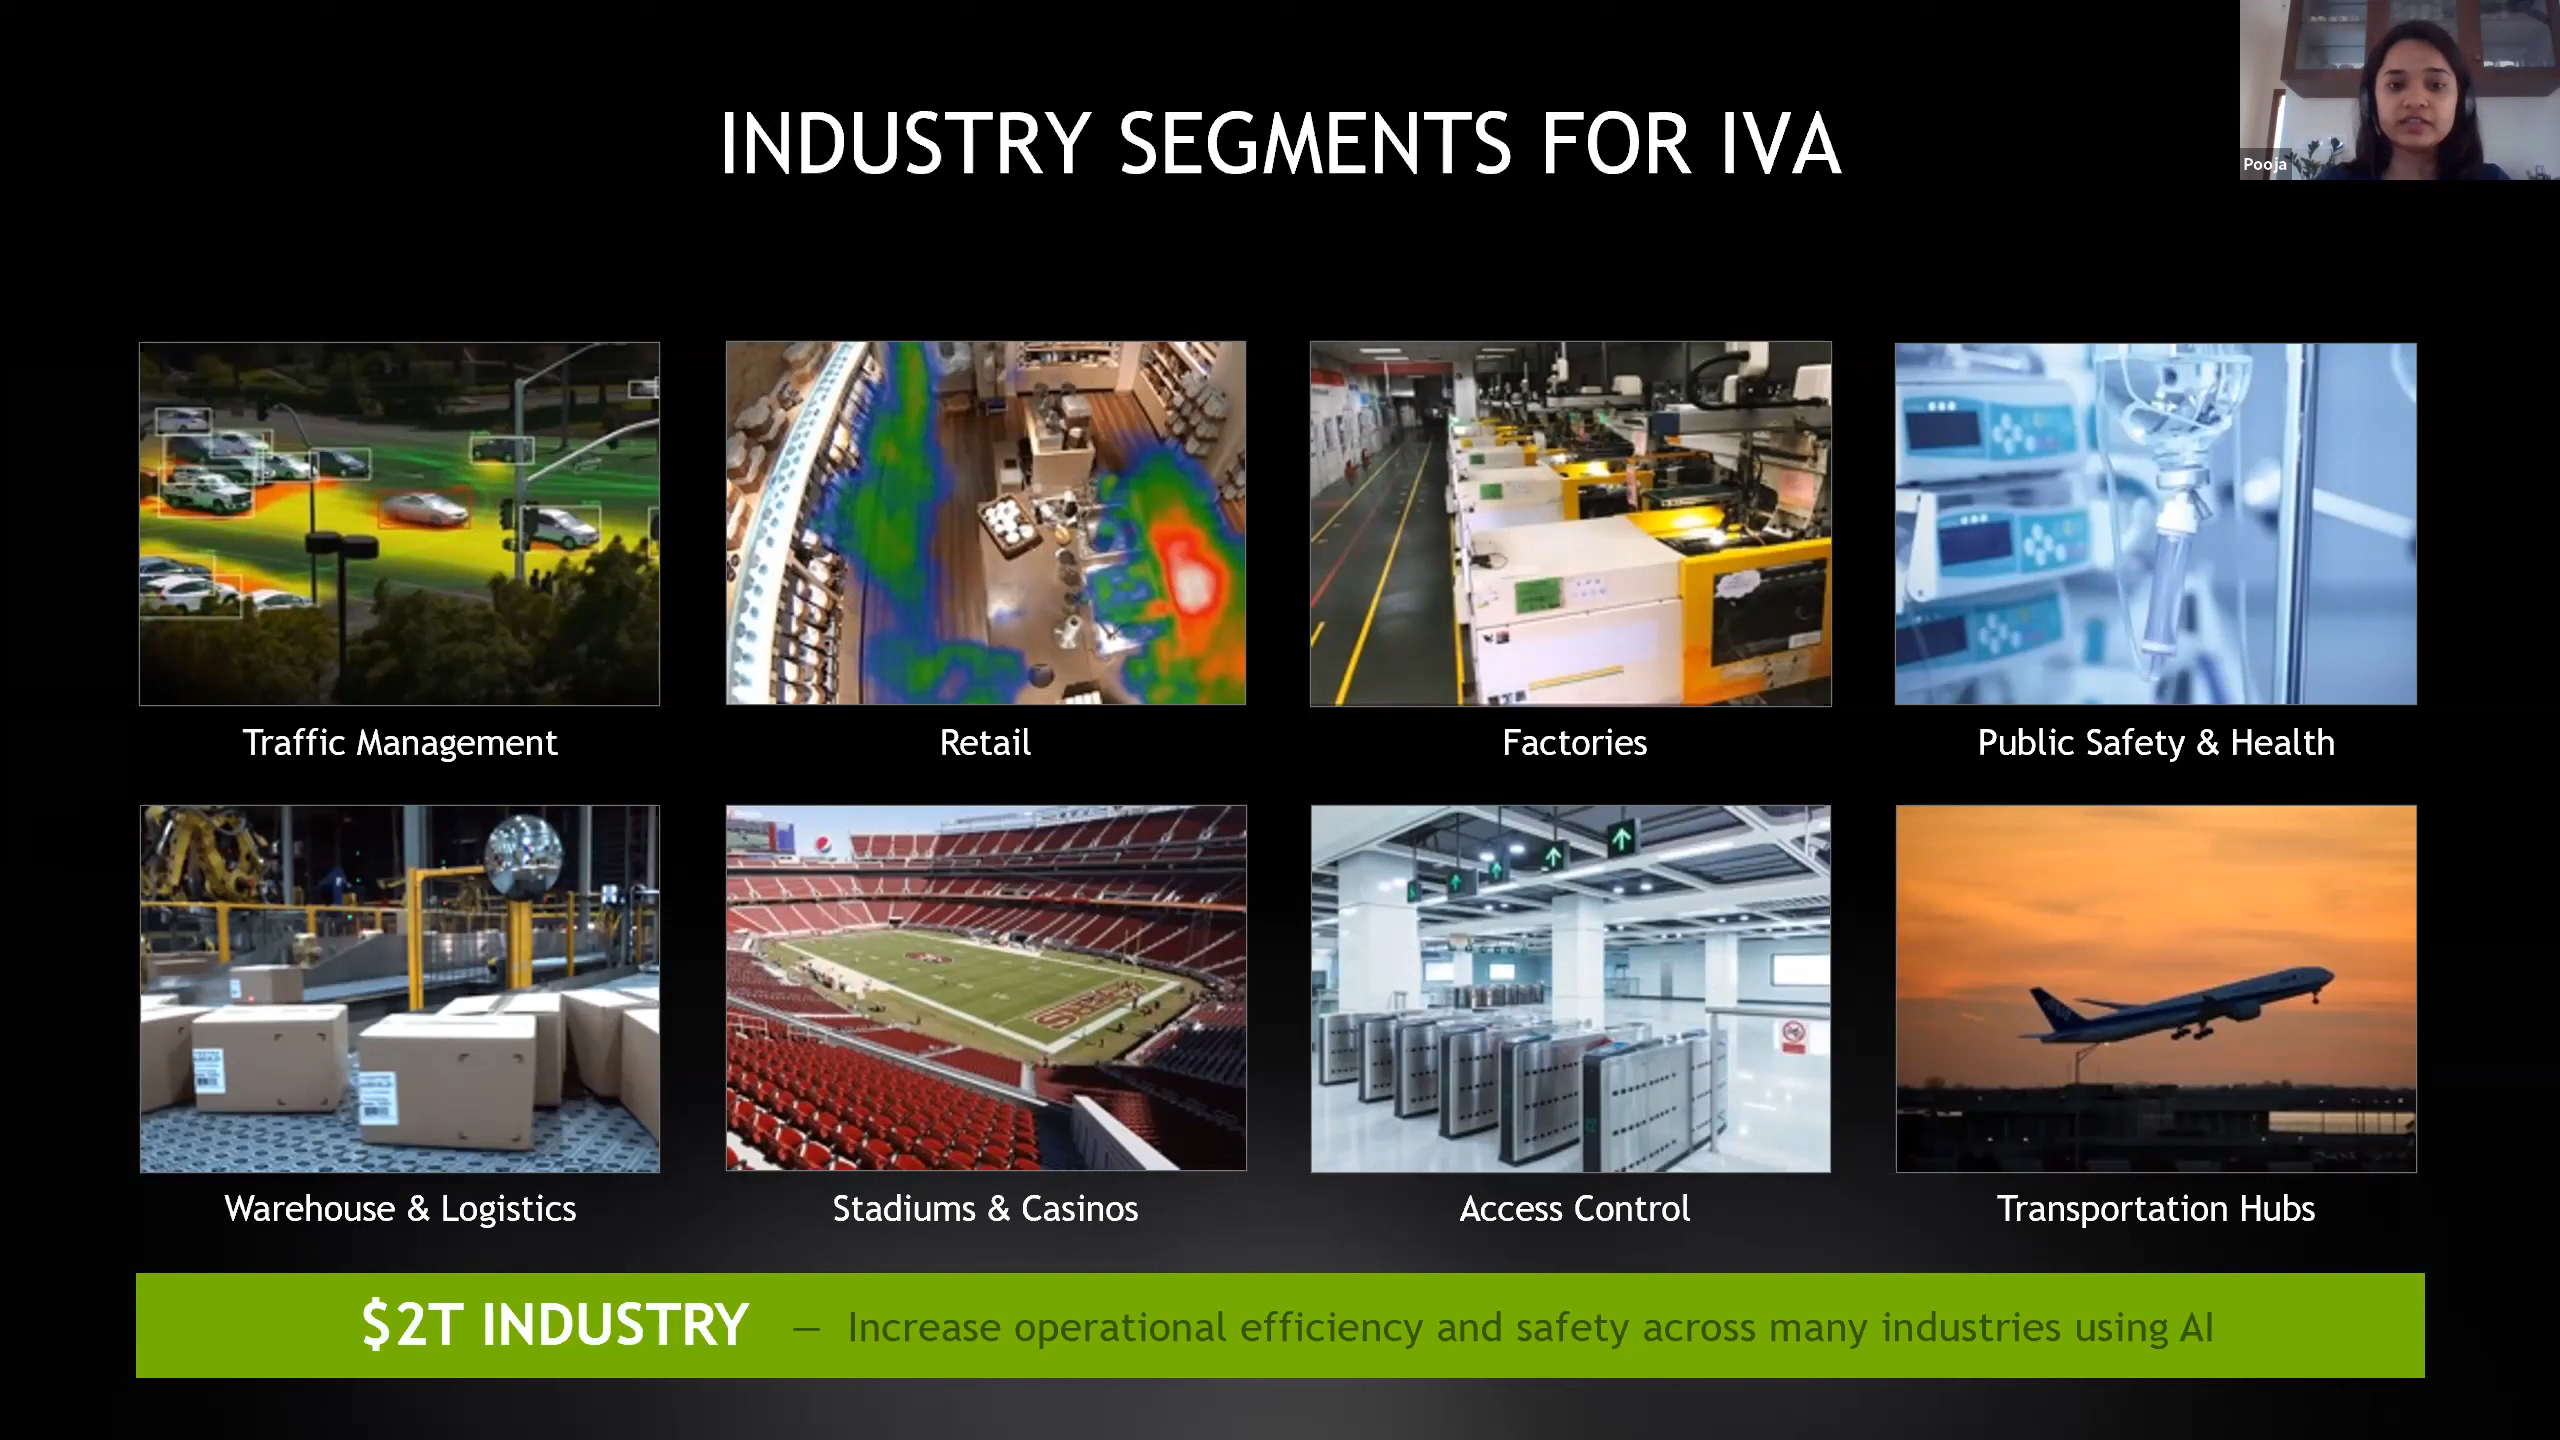 INDUSTRY SEGMENTS FOR IVA
Pooja
Traffic Management
Retail
Factories
Public Safety & Health
Warehouse & Logistics
Stadiums & Casinos
Access Control
Transportation Hubs
$2T INDUSTRY — Increase operational efficiency and safety across many industries using AI